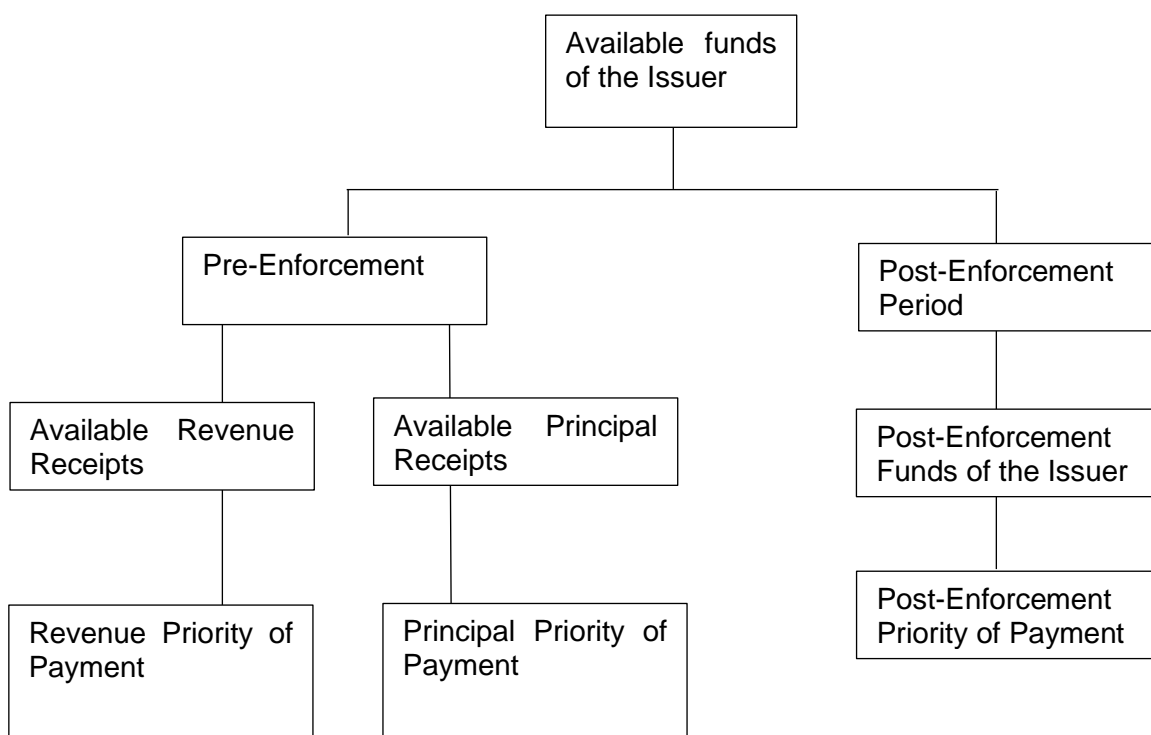 Available funds
of the Issuer
Pre-Enforcement
Post-Enforcement
Period
Available Revenue
Receipts
Available Principal
Receipts
Post-Enforcement
Funds of the Issuer
Revenue Priority of
Payment
Principal Priority of
Payment
Post-Enforcement
Priority of Payment